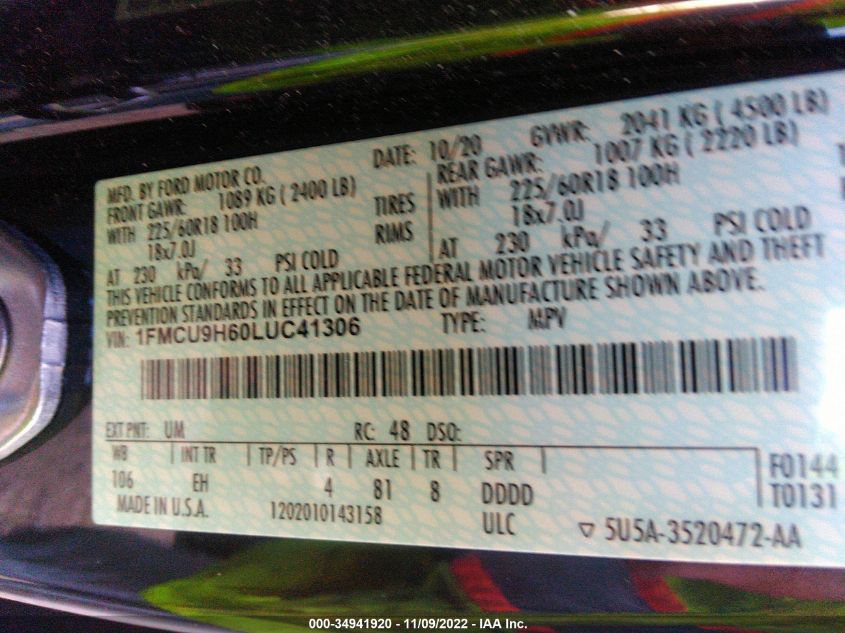 MFD. BY FORD MOTOR CO.
DATE: 10/20 GVWR: 2041 KG ( 4500 LB)
FRONT GAWR: 1089 KG ( 2400 LB)
REAR GAWR: 1007 KG ( 2220 LB)
WITH 225/60R18 100H TIRES WITH 225/60R18 100H
18x7.0J RIMS 18x7.0J
AT 230 kPa/ 33 PSI COLD AT 230 kPa/ 33 PSI COLD
THIS VEHICLE CONFORMS TO ALL APPLICABLE FEDERAL MOTOR VEHICLE SAFETY AND THEFT
PREVENTION STANDARDS IN EFFECT ON THE DATE OF MANUFACTURE SHOWN ABOVE.
VIN: 1FMCU9H60LUC41306 TYPE: MPV
EXT PNT: UM RC: 48 DSO:
WB INT TR TP/PS R AXLE TR SPR
106 EH 4 81 8 DDDD
F0144
T0131
MADE IN U.S.A. 1202010143158 ULC ▽ 5U5A-3520472-AA
000-34941920 - 11/09/2022 - IAA Inc.